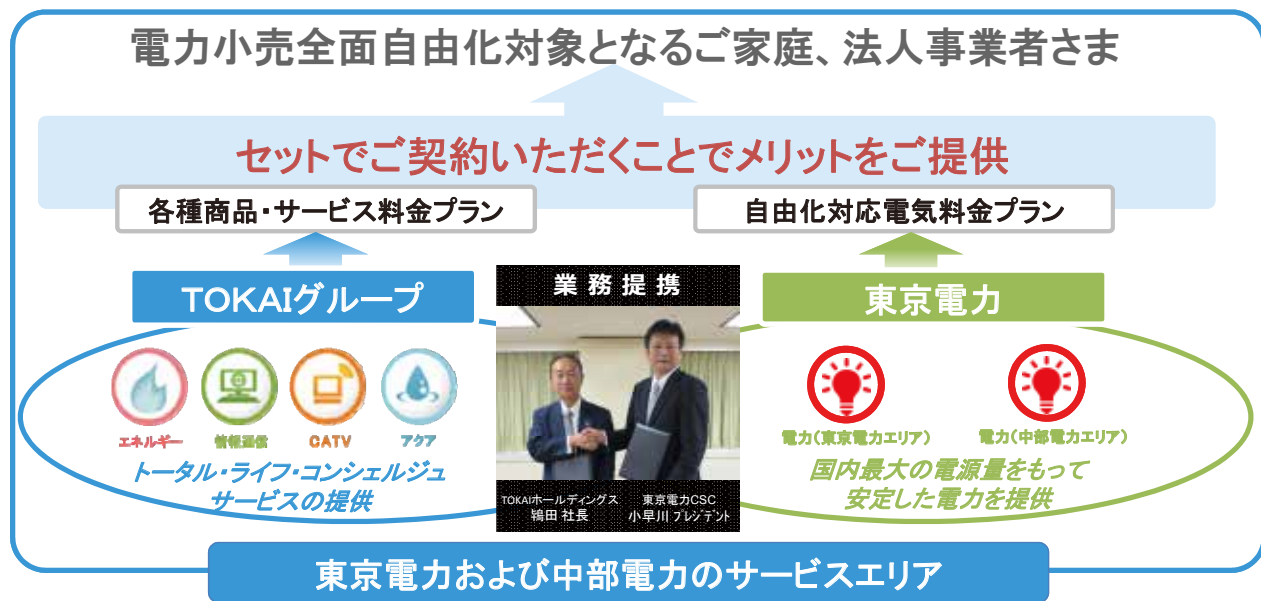 電力小売全面自由化対象となるご家庭、法人事業者さま
セットでご契約いただくことでメリットをご提供
各種商品・サービス料金プラン
自由化対応電気料金プラン
TOKAIグループ
業務提携
東京電力
エネルギー
情報通信
CATV
アクア
電力（東京電力エリア）
電力（中部電力エリア）
トータル・ライフ・コンシェルジュ
サービスの提供
国内最大の電源量をもって
安定した電力を提供
TOKAIホールディングス
鴇田 社長
東京電力CSC
小早川 プレジデント
東京電力および中部電力のサービスエリア